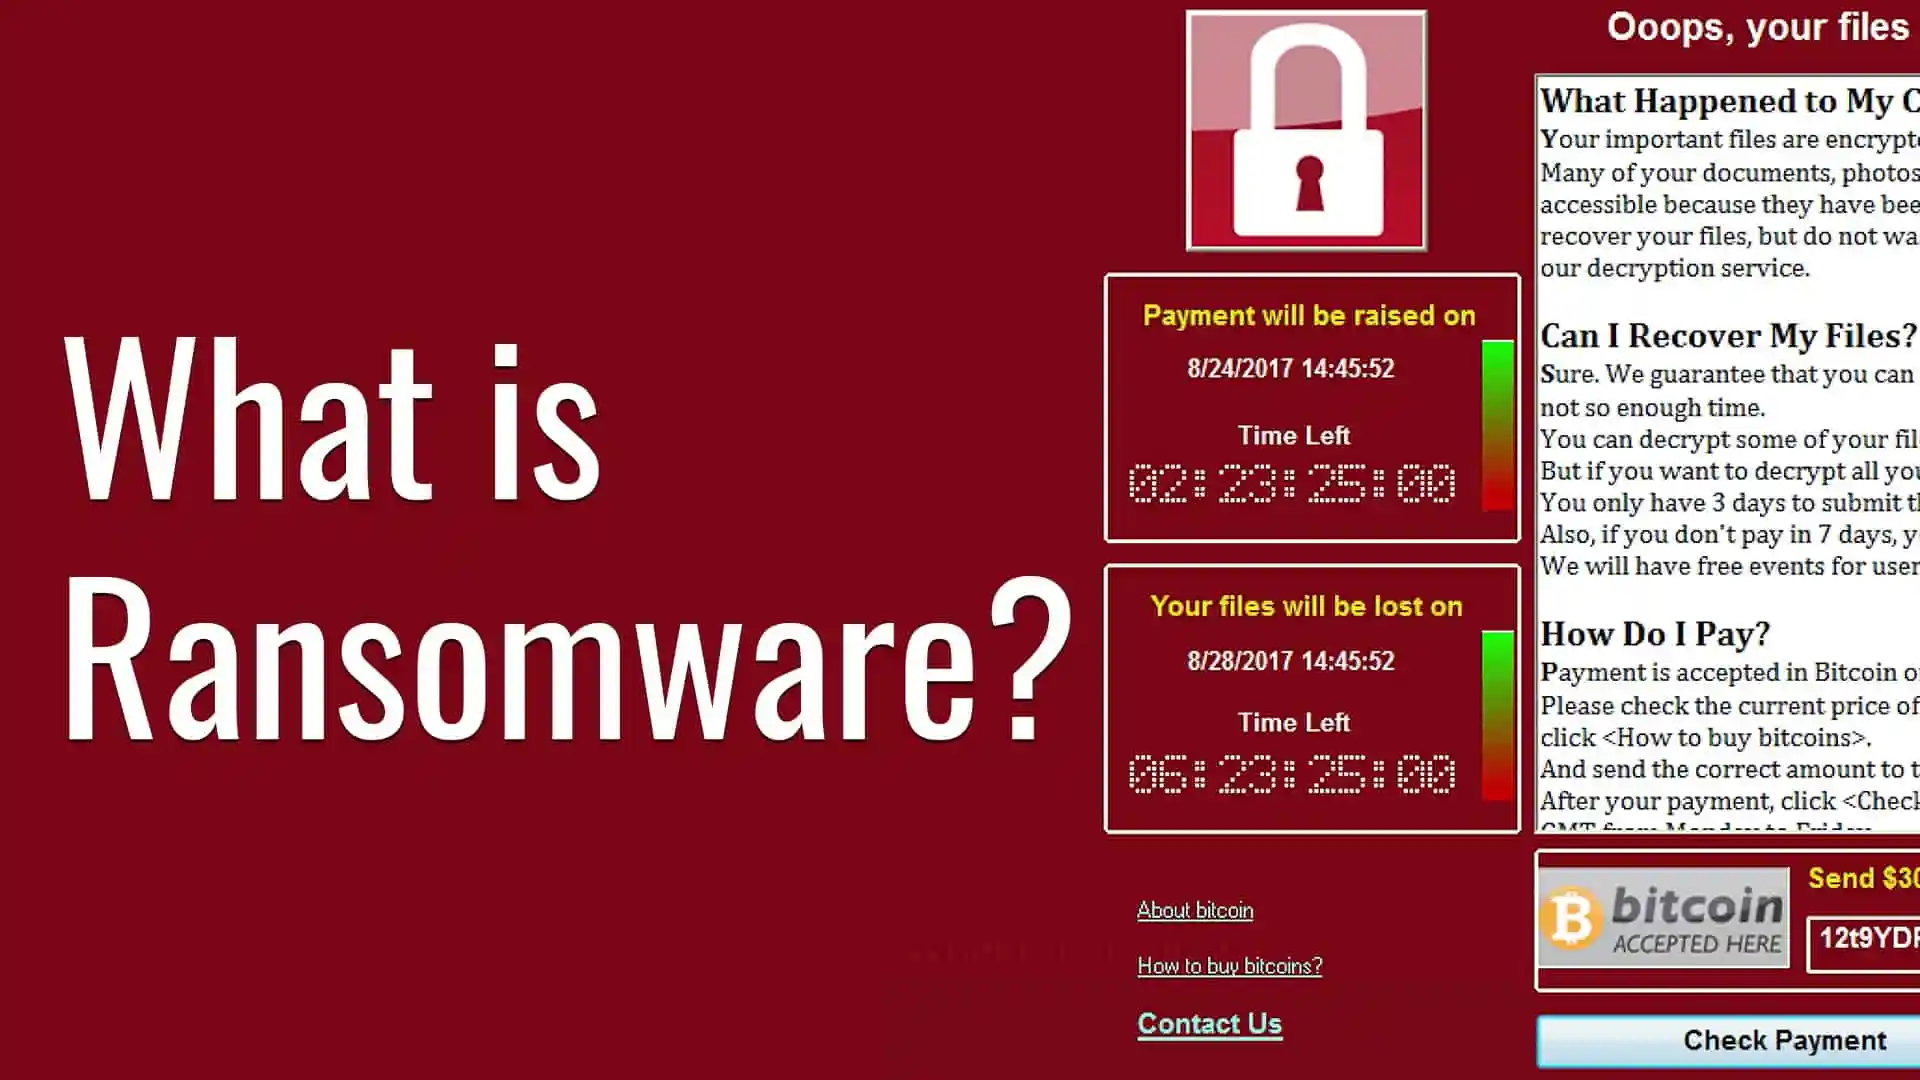 What is
Ransomware?
Payment will be raised on
8/24/2017 14:45:52
Time Left
02:23:25:00
Your files will be lost on
8/28/2017 14:45:52
Time Left
06:23:25:00
About bitcoin
How to buy bitcoins?
Contact Us
Ooops, your files
What Happened to My C
Your important files are encrypte
Many of your documents, photos
accessible because they have bee
recover your files, but do not wa
our decryption service.
Can I Recover My Files?
Sure. We guarantee that you can
not so enough time.
You can decrypt some of your fil
But if you want to decrypt all you
You only have 3 days to submit t
Also, if you don't pay in 7 days, y
We will have free events for user
How Do I Pay?
Payment is accepted in Bitcoin o
Please check the current price of
click <How to buy bitcoins>.
And send the correct amount to t
After your payment, click <Check
GMT from Monday to Friday.
bitcoin
ACCEPTED HERE
Send $30
12t9YDP
Check Payment